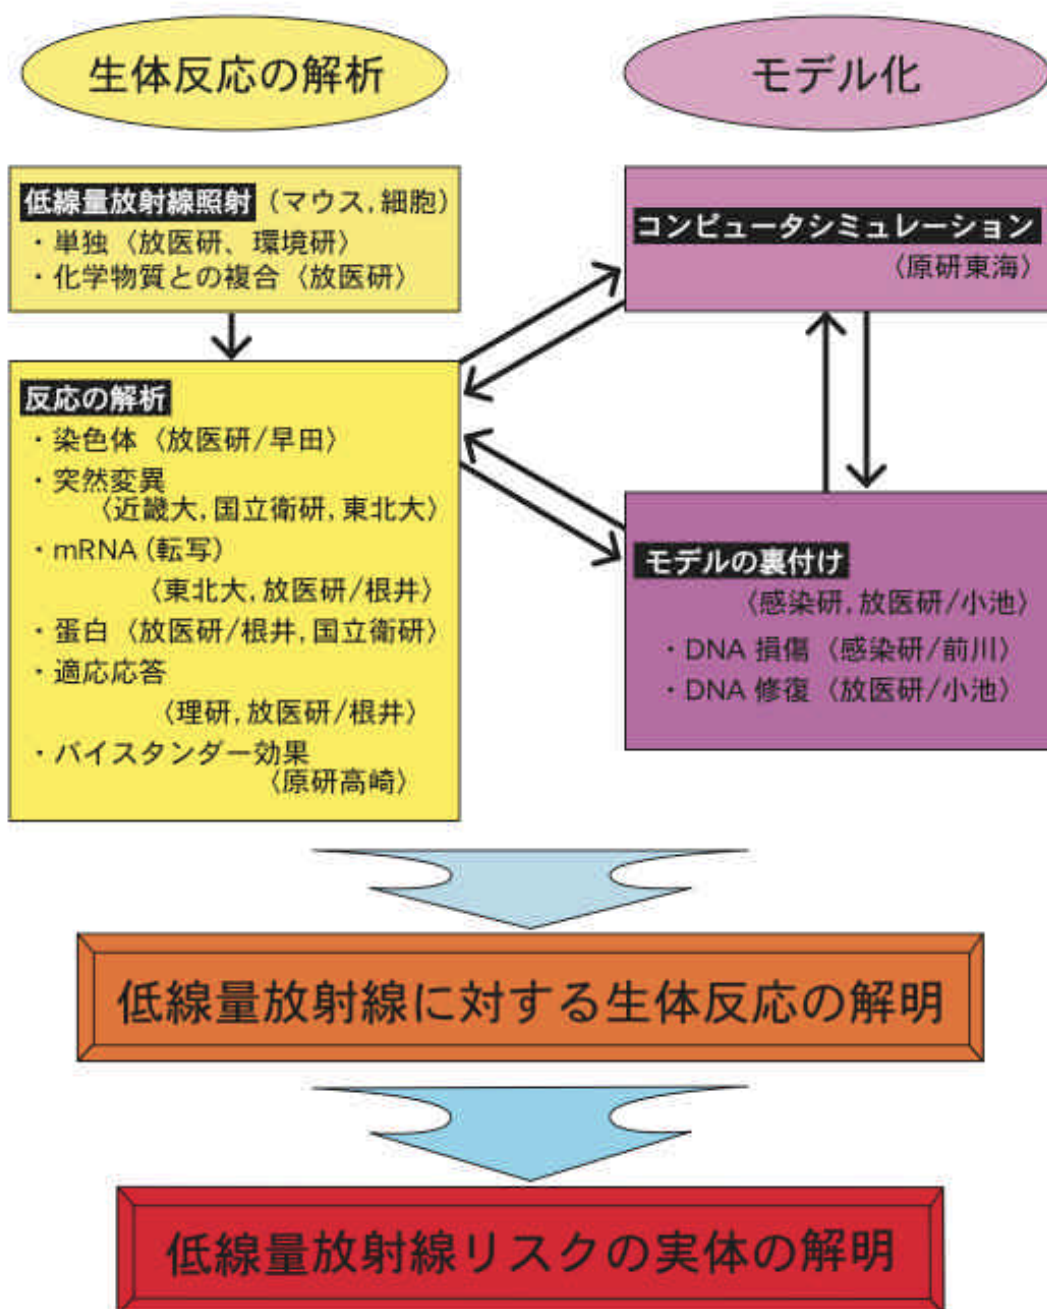 生体反応の解析
低線量放射線照射（マウス,細胞）
・単独〈放医研、環境研〉
・化学物質との複合〈放医研〉
反応の解析
・染色体〈放医研/早田〉
・突然変異
〈近畿大,国立衛研,東北大〉
・mRNA(転写)
〈東北大,放医研/根井〉
・蛋白〈放医研/根井,国立衛研〉
・適応応答
〈理研,放医研/根井〉
・バイスタンダー効果
〈原研高崎〉
モデル化
コンピュータシミュレーション
〈原研東海〉
モデルの裏付け
〈感染研,放医研/小池〉
・DNA 損傷〈感染研/前川〉
・DNA 修復〈放医研/小池〉
低線量放射線に対する生体反応の解明
低線量放射線リスクの実体の解明